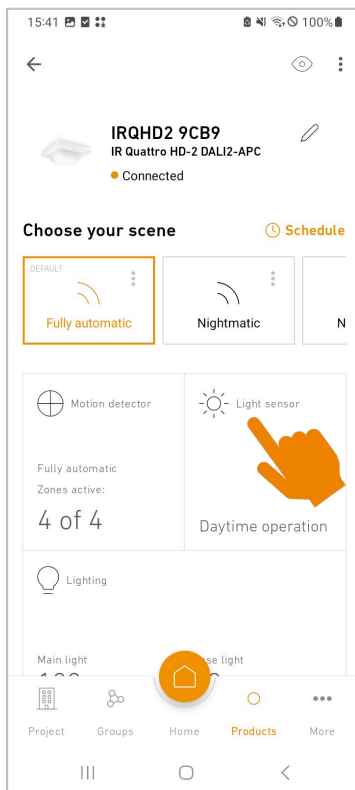 15:41
100%
IRQHD2 9CB9
IR Quattro HD-2 DALI2-APC
Connected
Choose your scene
Schedule
DEFAULT
Fully automatic
Nightmatic
N
Motion detector
Light sensor
Fully automatic
Zones active:
4 of 4
Daytime operation
Lighting
Main light
se light
Project
Groups
Home
Products
More